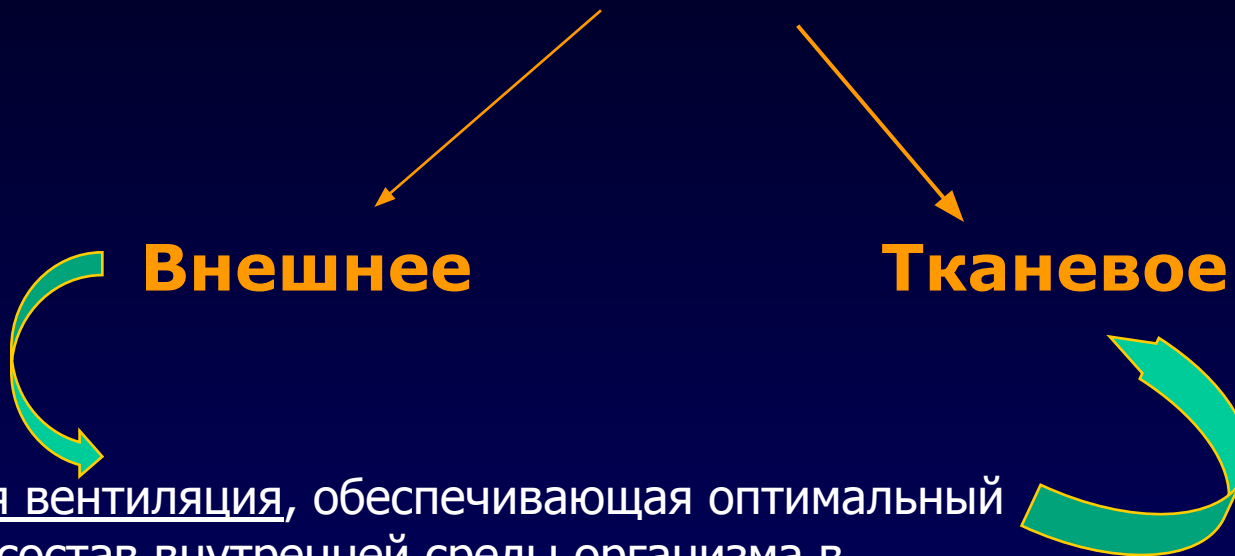 Внешнее Тканевое
я вентиляция, обеспечивающая оптимальный
состав внутренней среды организма в